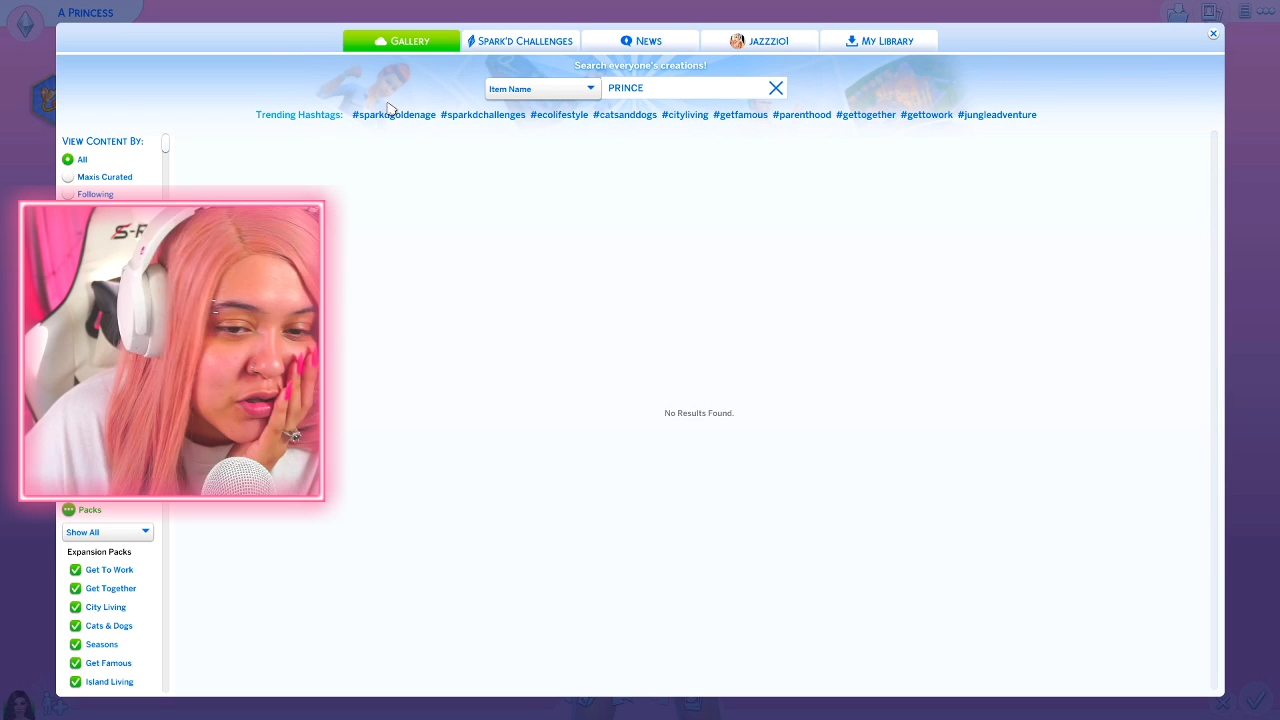 A PRINCESS
GALLERY
SPARK'D CHALLENGES
NEWS
JAZZZIO1
MY LIBRARY
Search everyone's creations!
Item Name
PRINCE
Trending Hashtags: #sparkdgoldenage #sparkdchallenges #ecolifestyle #catsanddogs #cityliving #getfamous #parenthood #gettogether #gettowork #jungleadventure
VIEW CONTENT BY:
All
Maxis Curated
Following
No Results Found.
Packs
Show All
Expansion Packs
Get To Work
Get Together
City Living
Cats & Dogs
Seasons
Get Famous
Island Living